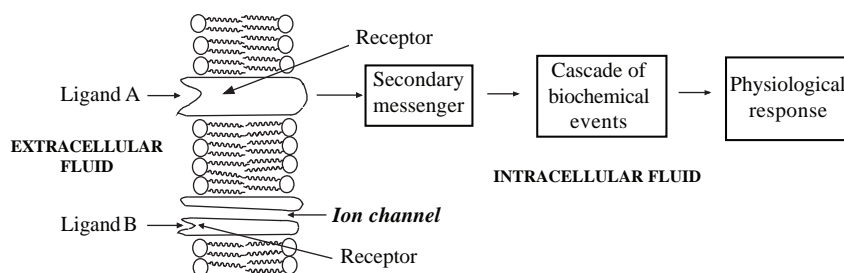 Receptor
Ligand A
Secondary
messenger
Cascade of
biochemical
events
Physiological
response
EXTRACELLULAR
FLUID
INTRACELLULAR FLUID
Ion channel
Ligand B
Receptor